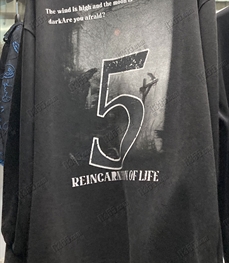 The wind is high and the moon is
darkAre you afraid?
5
REINCARNATION OF LIFE